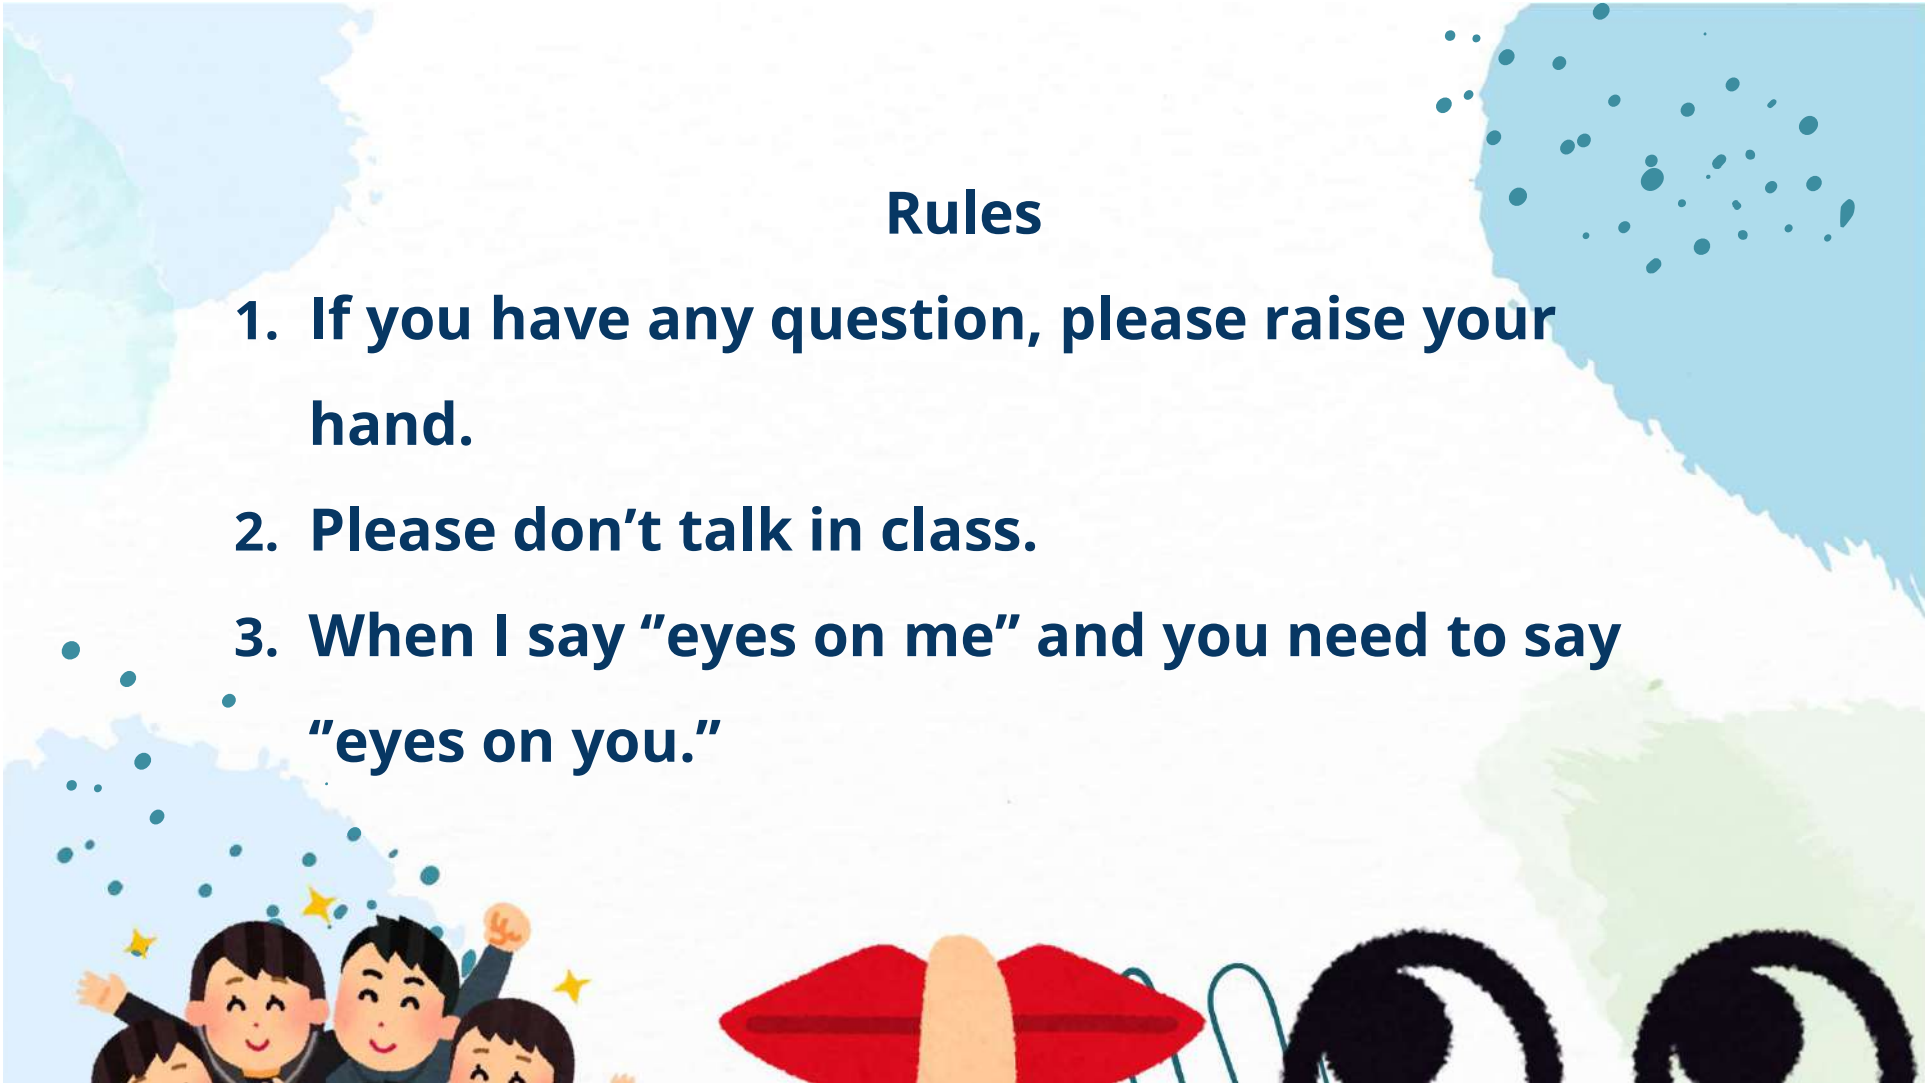 Rules
1. If you have any question, please raise your
hand.
2. Please don’t talk in class.
3. When I say “eyes on me” and you need to say
“eyes on you.”